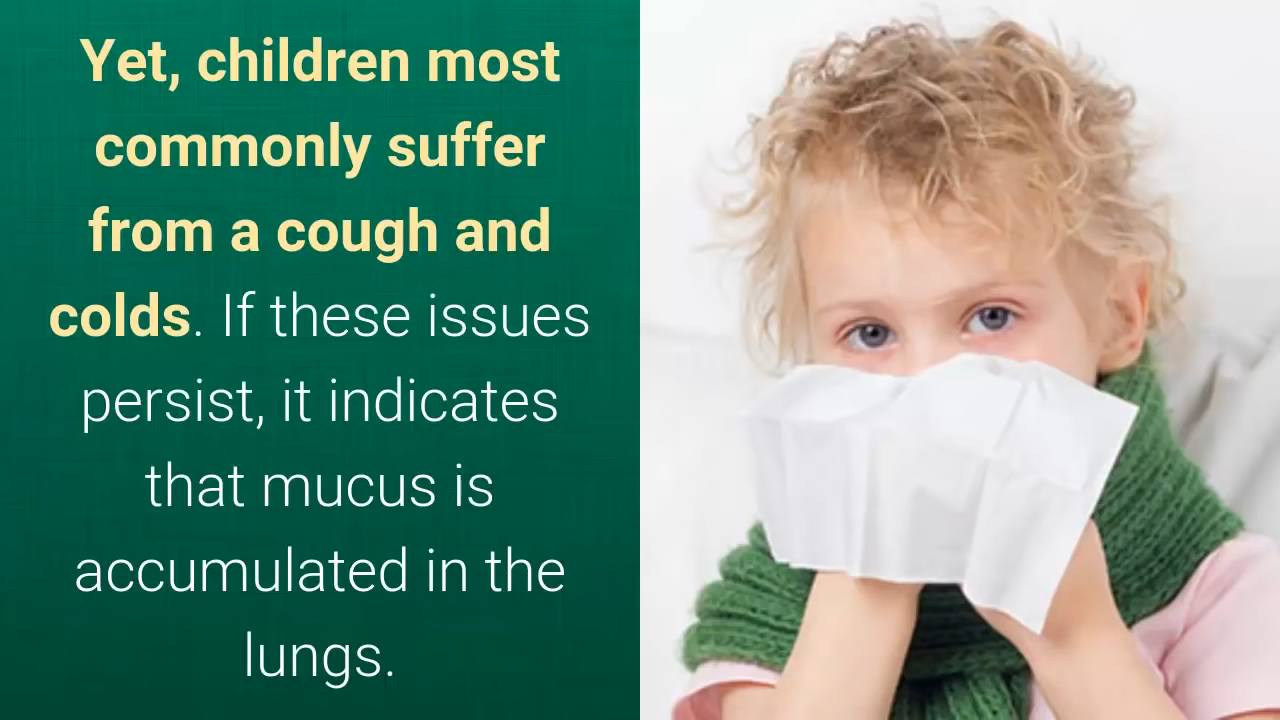 Yet, children most
commonly suffer
from a cough and
colds. If these issues
persist, it indicates
that mucus is
accumulated in the
lungs.